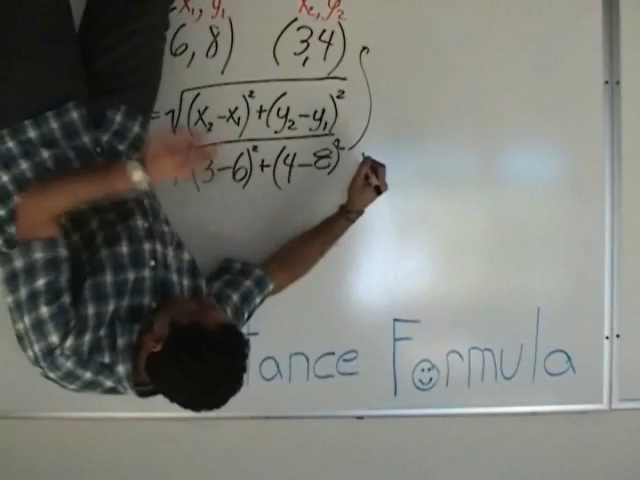 x₁, y₁ x₂, y₂
6, 8) (3,4)
= √(x₂-x₁)²+(y₂-y₁)²
(3-6)²+(4-8)²
tance Formula